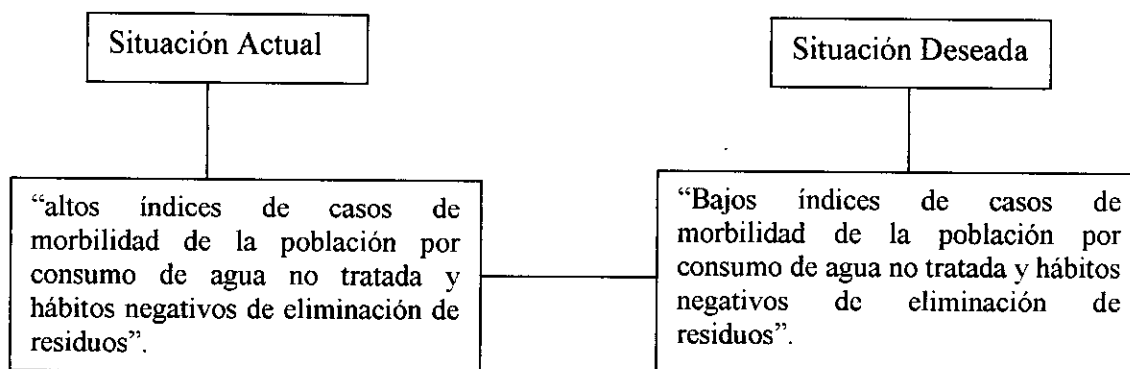 Situación Actual
Situación Deseada
“altos índices de casos de
morbilidad de la población por
consumo de agua no tratada y
hábitos negativos de eliminación de
residuos”.
“Bajos índices de casos de
morbilidad de la población por
consumo de agua no tratada y hábitos
negativos de eliminación de
residuos”.